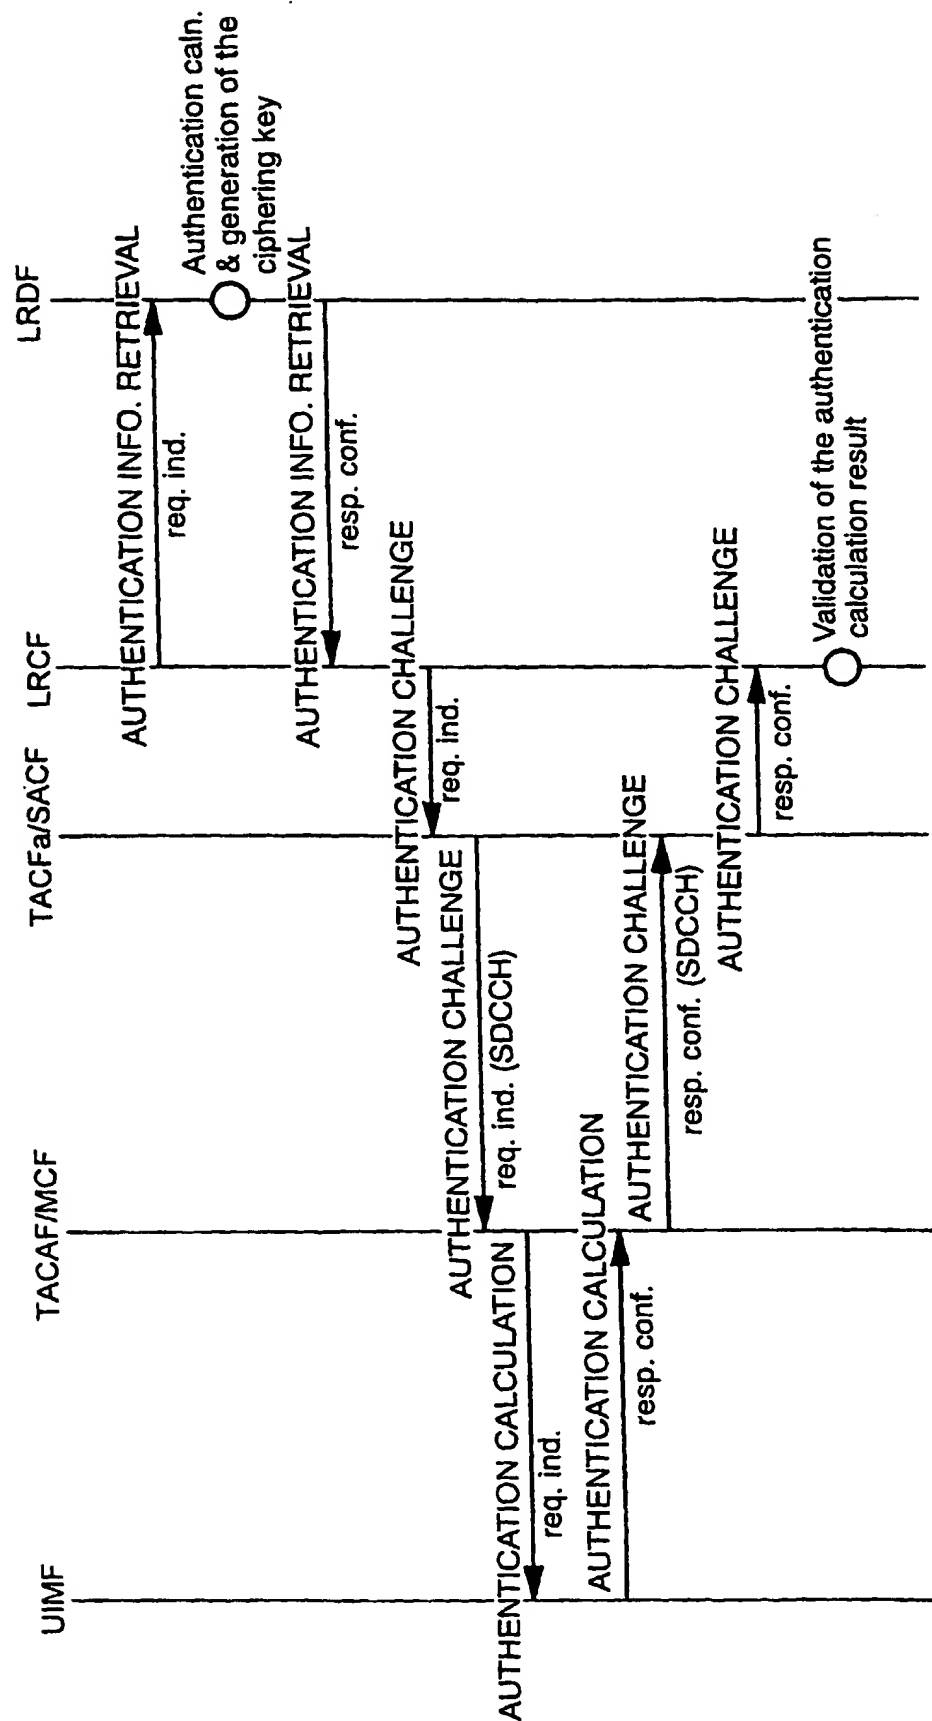 UIMF
TACAF/MCF
TACFa/SACF
LRCF
LRDF
AUTHENTICATION INFO. RETRIEVAL
req. ind.
Authentication caln.
& generation of the
ciphering key
AUTHENTICATION INFO. RETRIEVAL
resp. conf.
AUTHENTICATION CHALLENGE
req. ind.
AUTHENTICATION CHALLENGE
req. ind. (SDCCH)
AUTHENTICATION CALCULATION
req. ind.
AUTHENTICATION CALCULATION
resp. conf.
AUTHENTICATION CHALLENGE
resp. conf. (SDCCH)
AUTHENTICATION CHALLENGE
resp. conf.
Validation of the authentication
calculation result